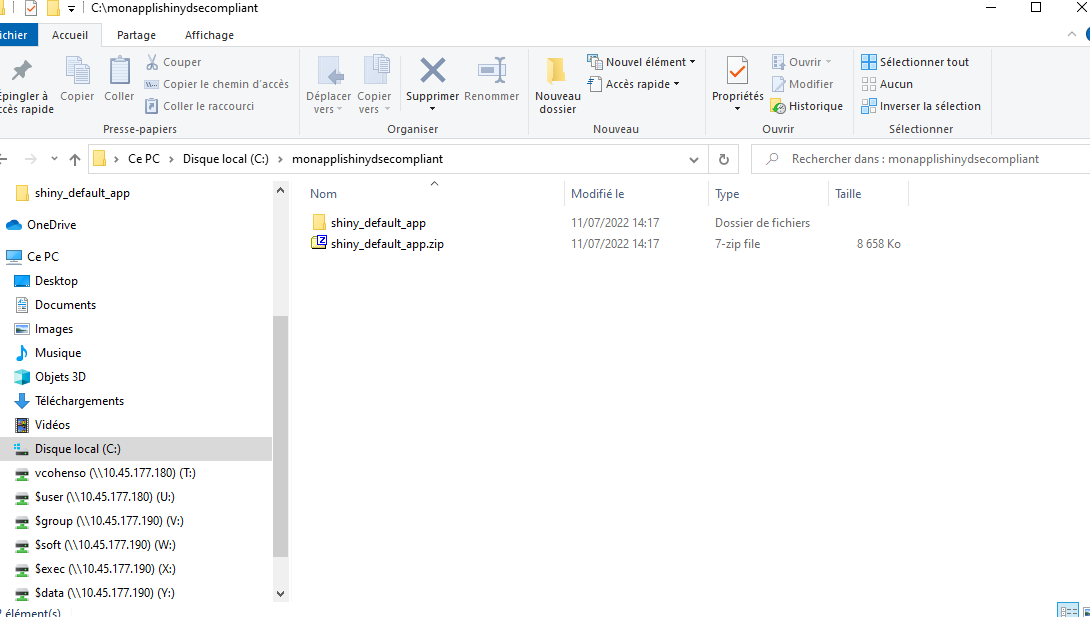 C:\monapplishinydsecompliant
ichier Accueil Partage Affichage
Épingler à
ccès rapide
Copier
Coller
Couper
Copier le chemin d'accès
Coller le raccourci
Presse-papiers
Déplacer
vers
Copier
vers
Supprimer
Renommer
Organiser
Nouveau
dossier
Nouvel élément
Accès rapide
Nouveau
Propriétés
Ouvrir
Modifier
Historique
Ouvrir
Sélectionner tout
Aucun
Inverser la sélection
Sélectionner
Ce PC Disque local (C:) monapplishinydsecompliant
Rechercher dans : monapplishinydsecompliant
shiny_default_app
OneDrive
Ce PC
Desktop
Documents
Images
Musique
Objets 3D
Téléchargements
Vidéos
Disque local (C:)
vcohenso (\\10.45.177.180) (T:)
$user (\\10.45.177.180) (U:)
$group (\\10.45.177.190) (V:)
$soft (\\10.45.177.190) (W:)
$exec (\\10.45.177.190) (X:)
$data (\\10.45.177.190) (Y:)
Nom Modifié le Type Taille
shiny_default_app 11/07/2022 14:17 Dossier de fichiers
shiny_default_app.zip 11/07/2022 14:17 7-zip file 8 658 Ko
élément(s)